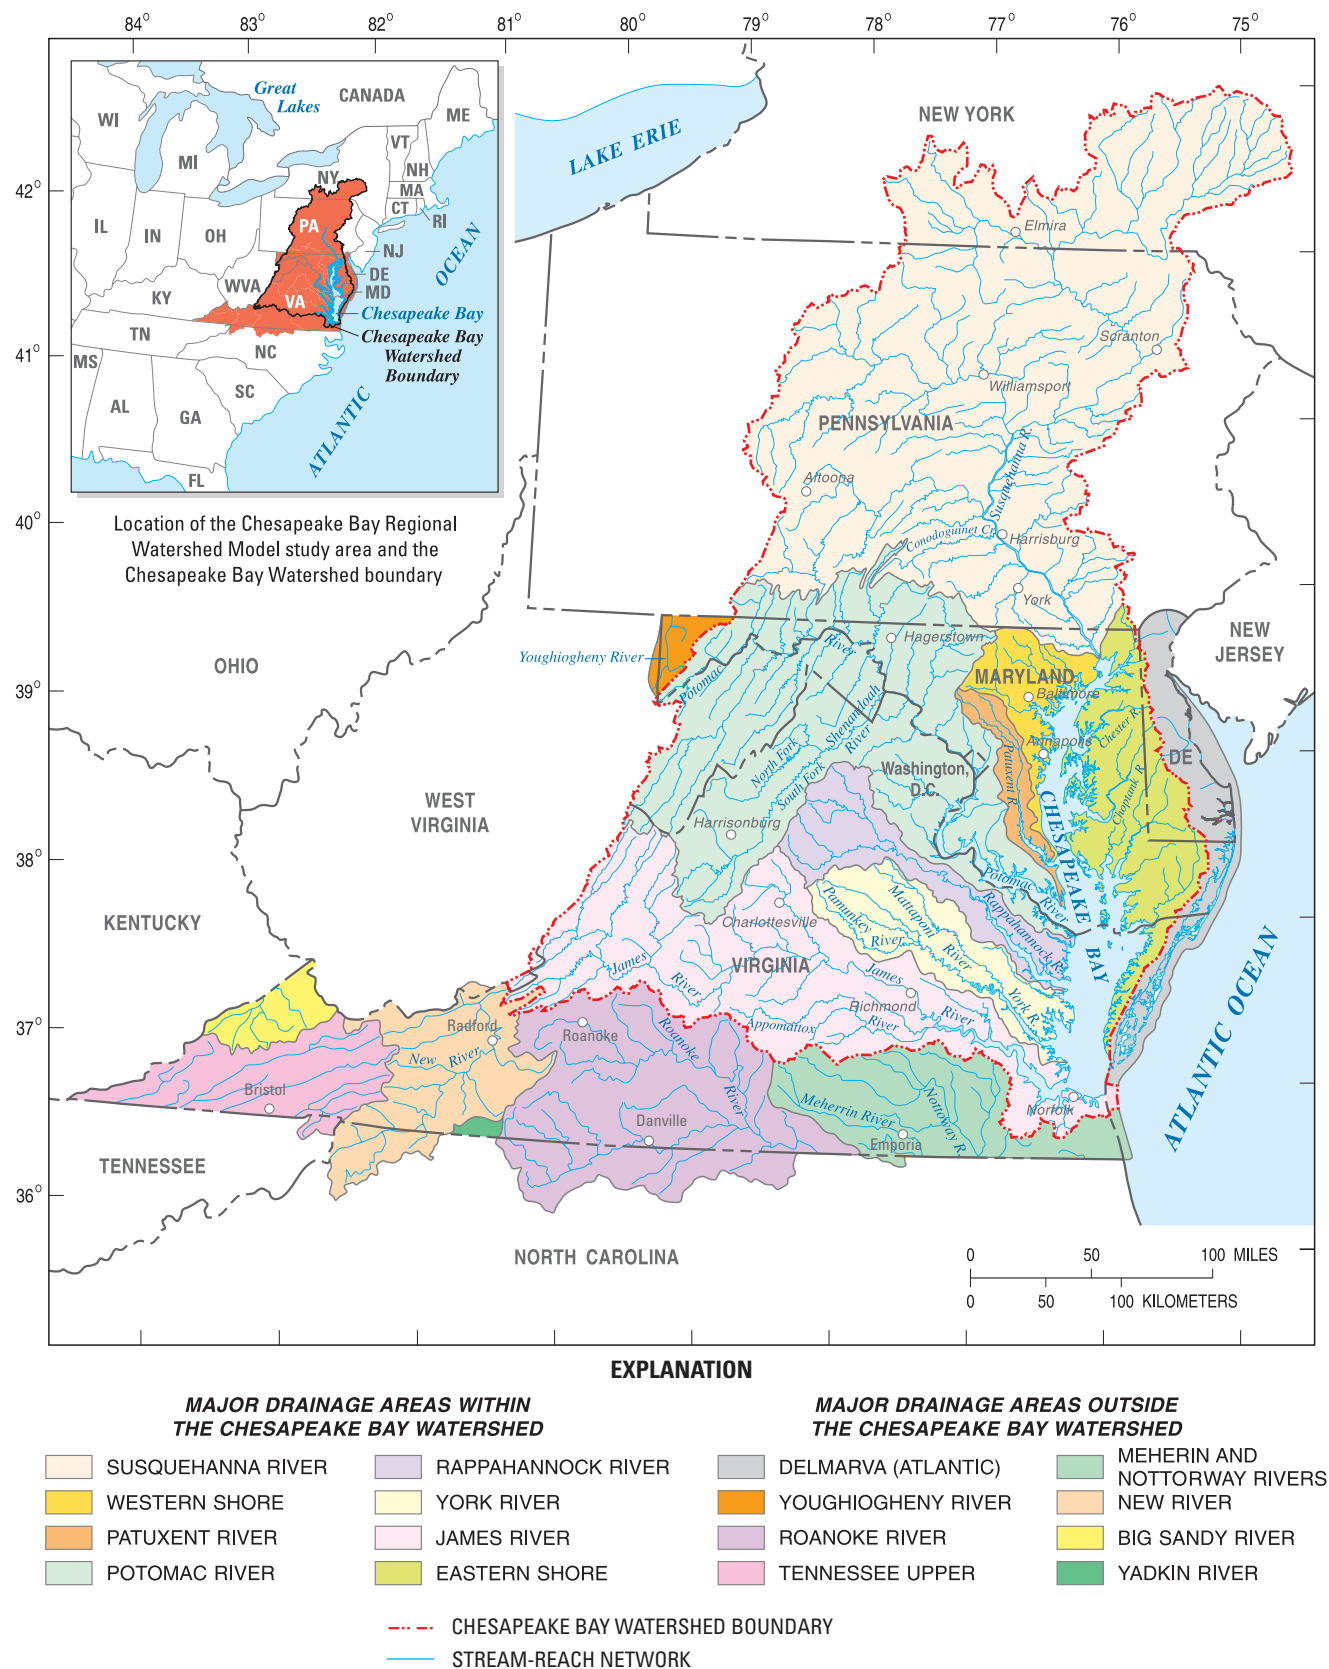 84° 83° 82° 81° 80° 79° 78° 77° 76° 75°
42°
41°
40°
39°
38°
37°
36°
Great
Lakes
CANADA
ME
WI
VT
MI
NH
NY
MA
CT
RI
PA
IL
IN
OH
NJ
OCEAN
DE
WVA
MD
KY
VA
Chesapeake Bay
TN
Chesapeake Bay
Watershed
Boundary
NC
MS
SC
AL
GA
ATLANTIC
FL
Location of the Chesapeake Bay Regional
Watershed Model study area and the
Chesapeake Bay Watershed boundary
LAKE ERIE
NEW YORK
Elmira
Scranton
Williamsport
PENNSYLVANIA
Susquehanna R.
Altoona
Conodoguinet Cr.
Harrisburg
York
NEW
JERSEY
OHIO
Youghiogheny River
Potomac
River
Hagerstown
MARYLAND
Baltimore
Shenandoah
River
North Fork
South Fork
Annapolis
Chester R.
Choptank R.
Patuxent R.
DE
Washington,
D.C.
WEST
VIRGINIA
Harrisonburg
CHESAPEAKE
BAY
Potomac
River
Rappahannock R.
KENTUCKY
Charlottesville
Mattaponi
River
Pamunkey
River
VIRGINIA
James
River
James
River
Richmond
York R.
Appomattox
River
ATLANTIC OCEAN
Radford
Roanoke
Roanoke
River
New River
Bristol
Danville
Meherrin River
Nottoway R.
Emporia
Norfolk
TENNESSEE
NORTH CAROLINA
0 50 100 MILES
0 50 100 KILOMETERS
EXPLANATION
MAJOR DRAINAGE AREAS WITHIN
THE CHESAPEAKE BAY WATERSHED
SUSQUEHANNA RIVER
WESTERN SHORE
PATUXENT RIVER
POTOMAC RIVER
RAPPAHANNOCK RIVER
YORK RIVER
JAMES RIVER
EASTERN SHORE
MAJOR DRAINAGE AREAS OUTSIDE
THE CHESAPEAKE BAY WATERSHED
DELMARVA (ATLANTIC)
YOUGHIOGHENY RIVER
ROANOKE RIVER
TENNESSEE UPPER
MEHERIN AND
NOTTORWAY RIVERS
NEW RIVER
BIG SANDY RIVER
YADKIN RIVER
CHESAPEAKE BAY WATERSHED BOUNDARY
STREAM-REACH NETWORK